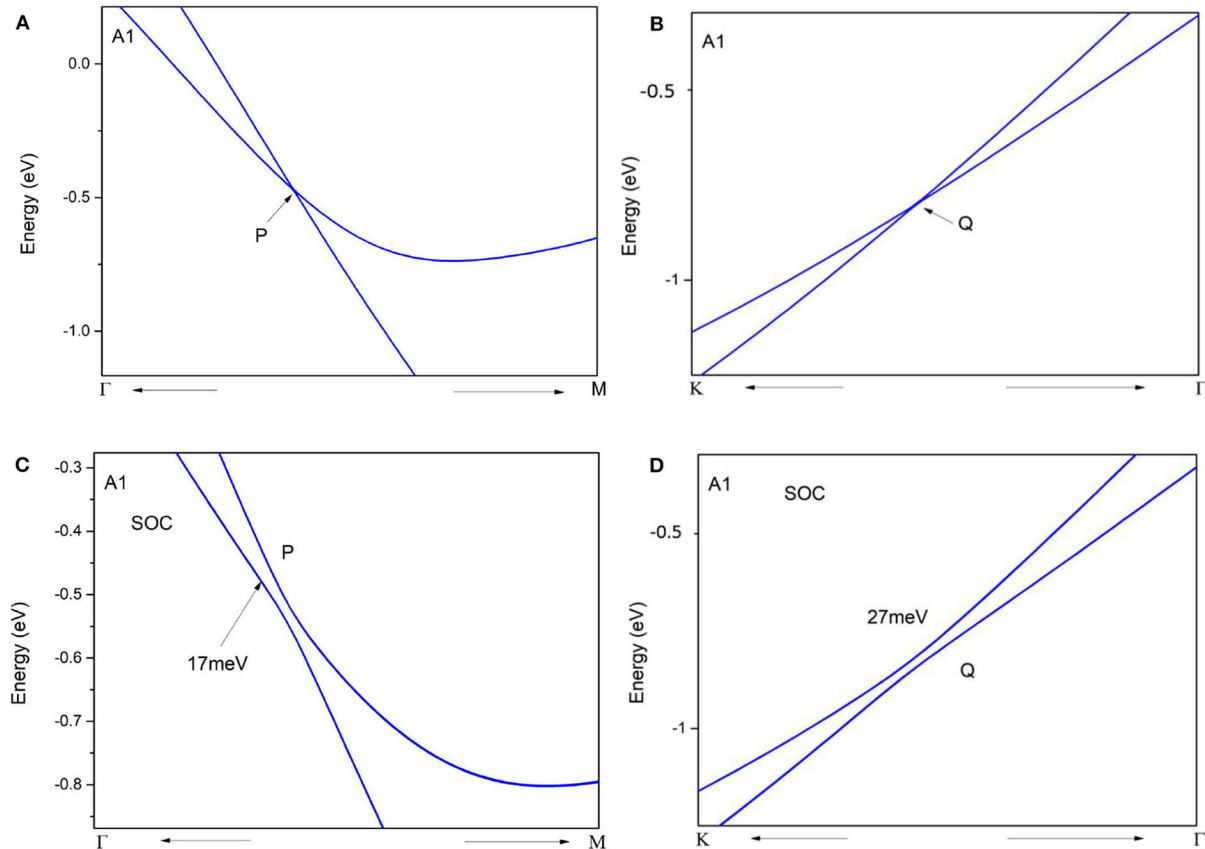 A
A1
0.0
-0.5
-1.0
Energy (eV)
P
Γ
M
B
A1
-0.5
-1
Energy (eV)
Q
K
Γ
C
A1
SOC
-0.3
-0.4
-0.5
-0.6
-0.7
-0.8
Energy (eV)
P
17meV
Γ
M
D
A1
SOC
-0.5
-1
Energy (eV)
27meV
Q
K
Γ